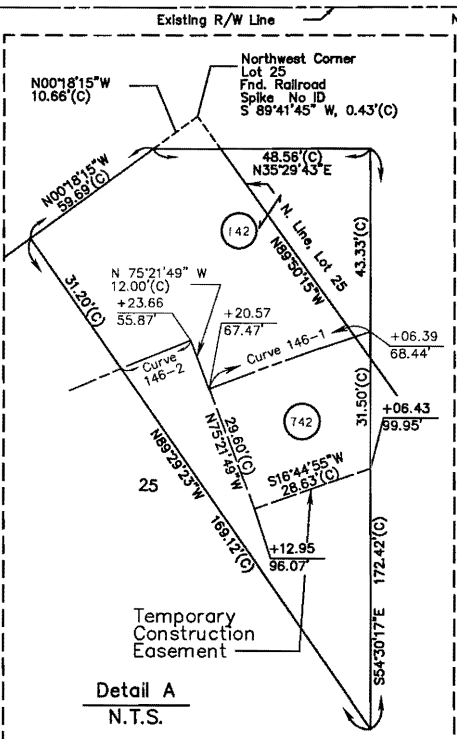 Existing R/W Line
N
Northwest Corner
Lot 25
Fnd. Railroad
Spike No ID
S 89°41'45" W, 0.43'(C)
N00°18'15"W
10.66'(C)
48.56'(C)
N35°29'43"E
N00°18'15"W
59.69'(C)
142
N. Line, Lot 25
N89°50'15"W
43.33'(C)
31.20'(C)
N 75°21'49" W
12.00'(C)
+23.66
55.87'
+20.57
67.47'
Curve 146-1
+06.39
68.44'
Curve
146-2
31.50'(C)
+06.43
99.95'
742
29.60'(C)
N75°21'49"W
S16°44'55"W
28.63'(C)
N89°29'23"W
169.12'(C)
25
+12.95
96.07'
172.42'(C)
S54°30'17"E
Temporary
Construction
Easement
Detail A
N.T.S.